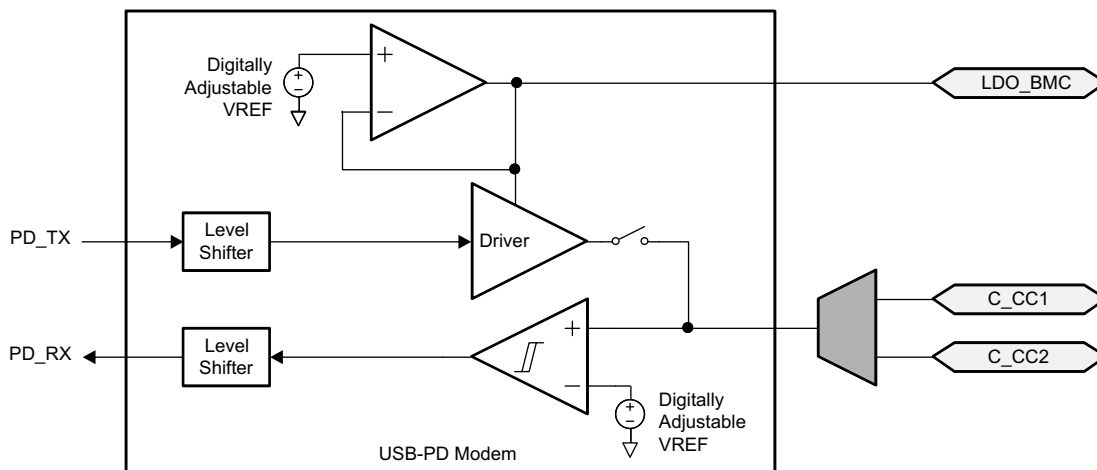 Digitally
Adjustable
VREF
+
−
+
−
LDO_BMC
PD_TX
Level
Shifter
Driver
C_CC1
PD_RX
Level
Shifter
+
−
+
−
C_CC2
Digitally
Adjustable
VREF
USB-PD Modem